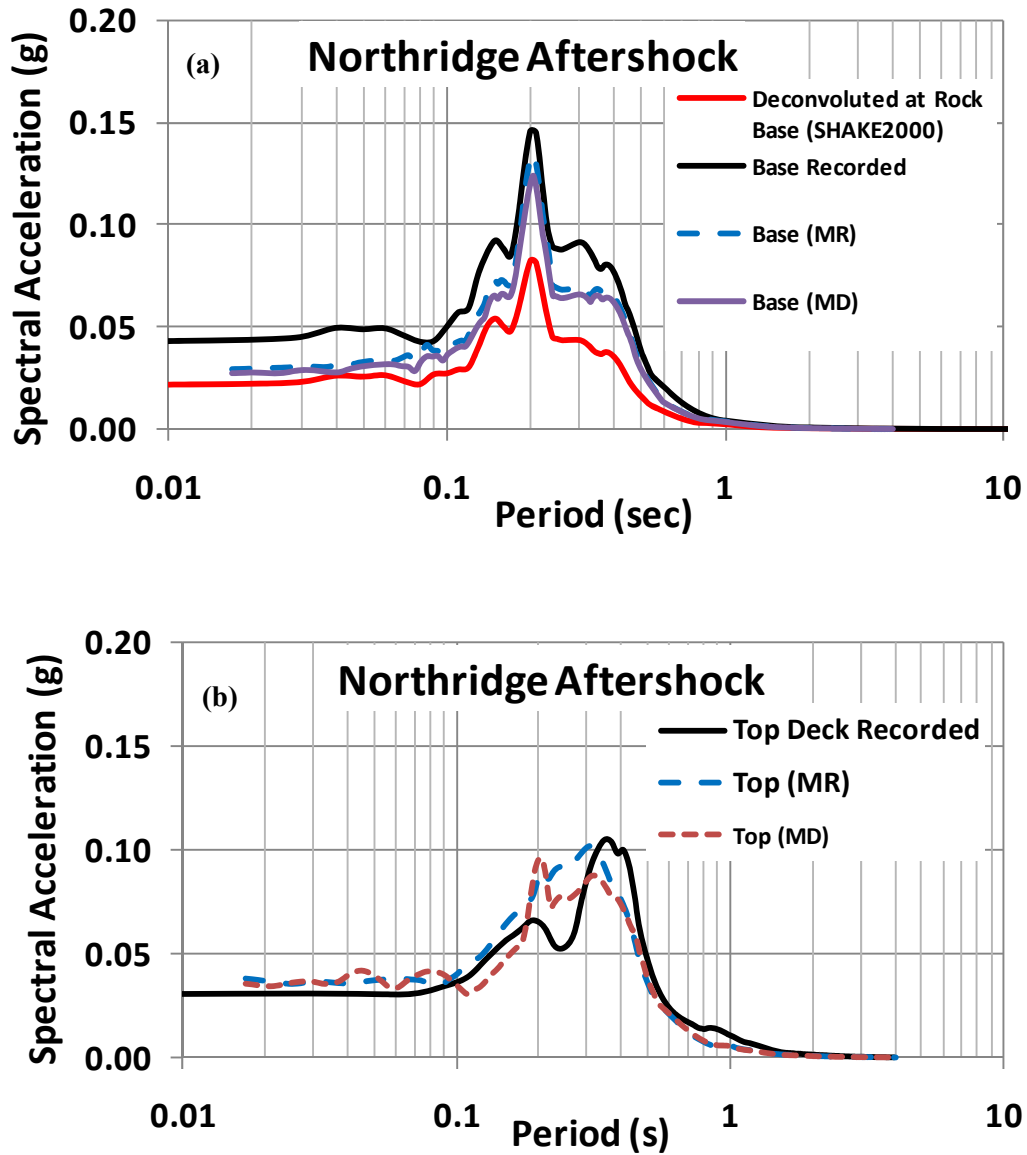 0.20
(a)
Northridge Aftershock
Deconvoluted at Rock
Base (SHAKE2000)
0.15
Base Recorded
0.10
Base (MR)
0.05
Base (MD)
0.00
0.01
0.1
1
10
Spectral Acceleration (g)
Period (sec)
0.20
(b)
Northridge Aftershock
Top Deck Recorded
0.15
Top (MR)
Top (MD)
0.10
0.05
0.00
0.01
0.1
1
10
Spectral Acceleration (g)
Period (s)